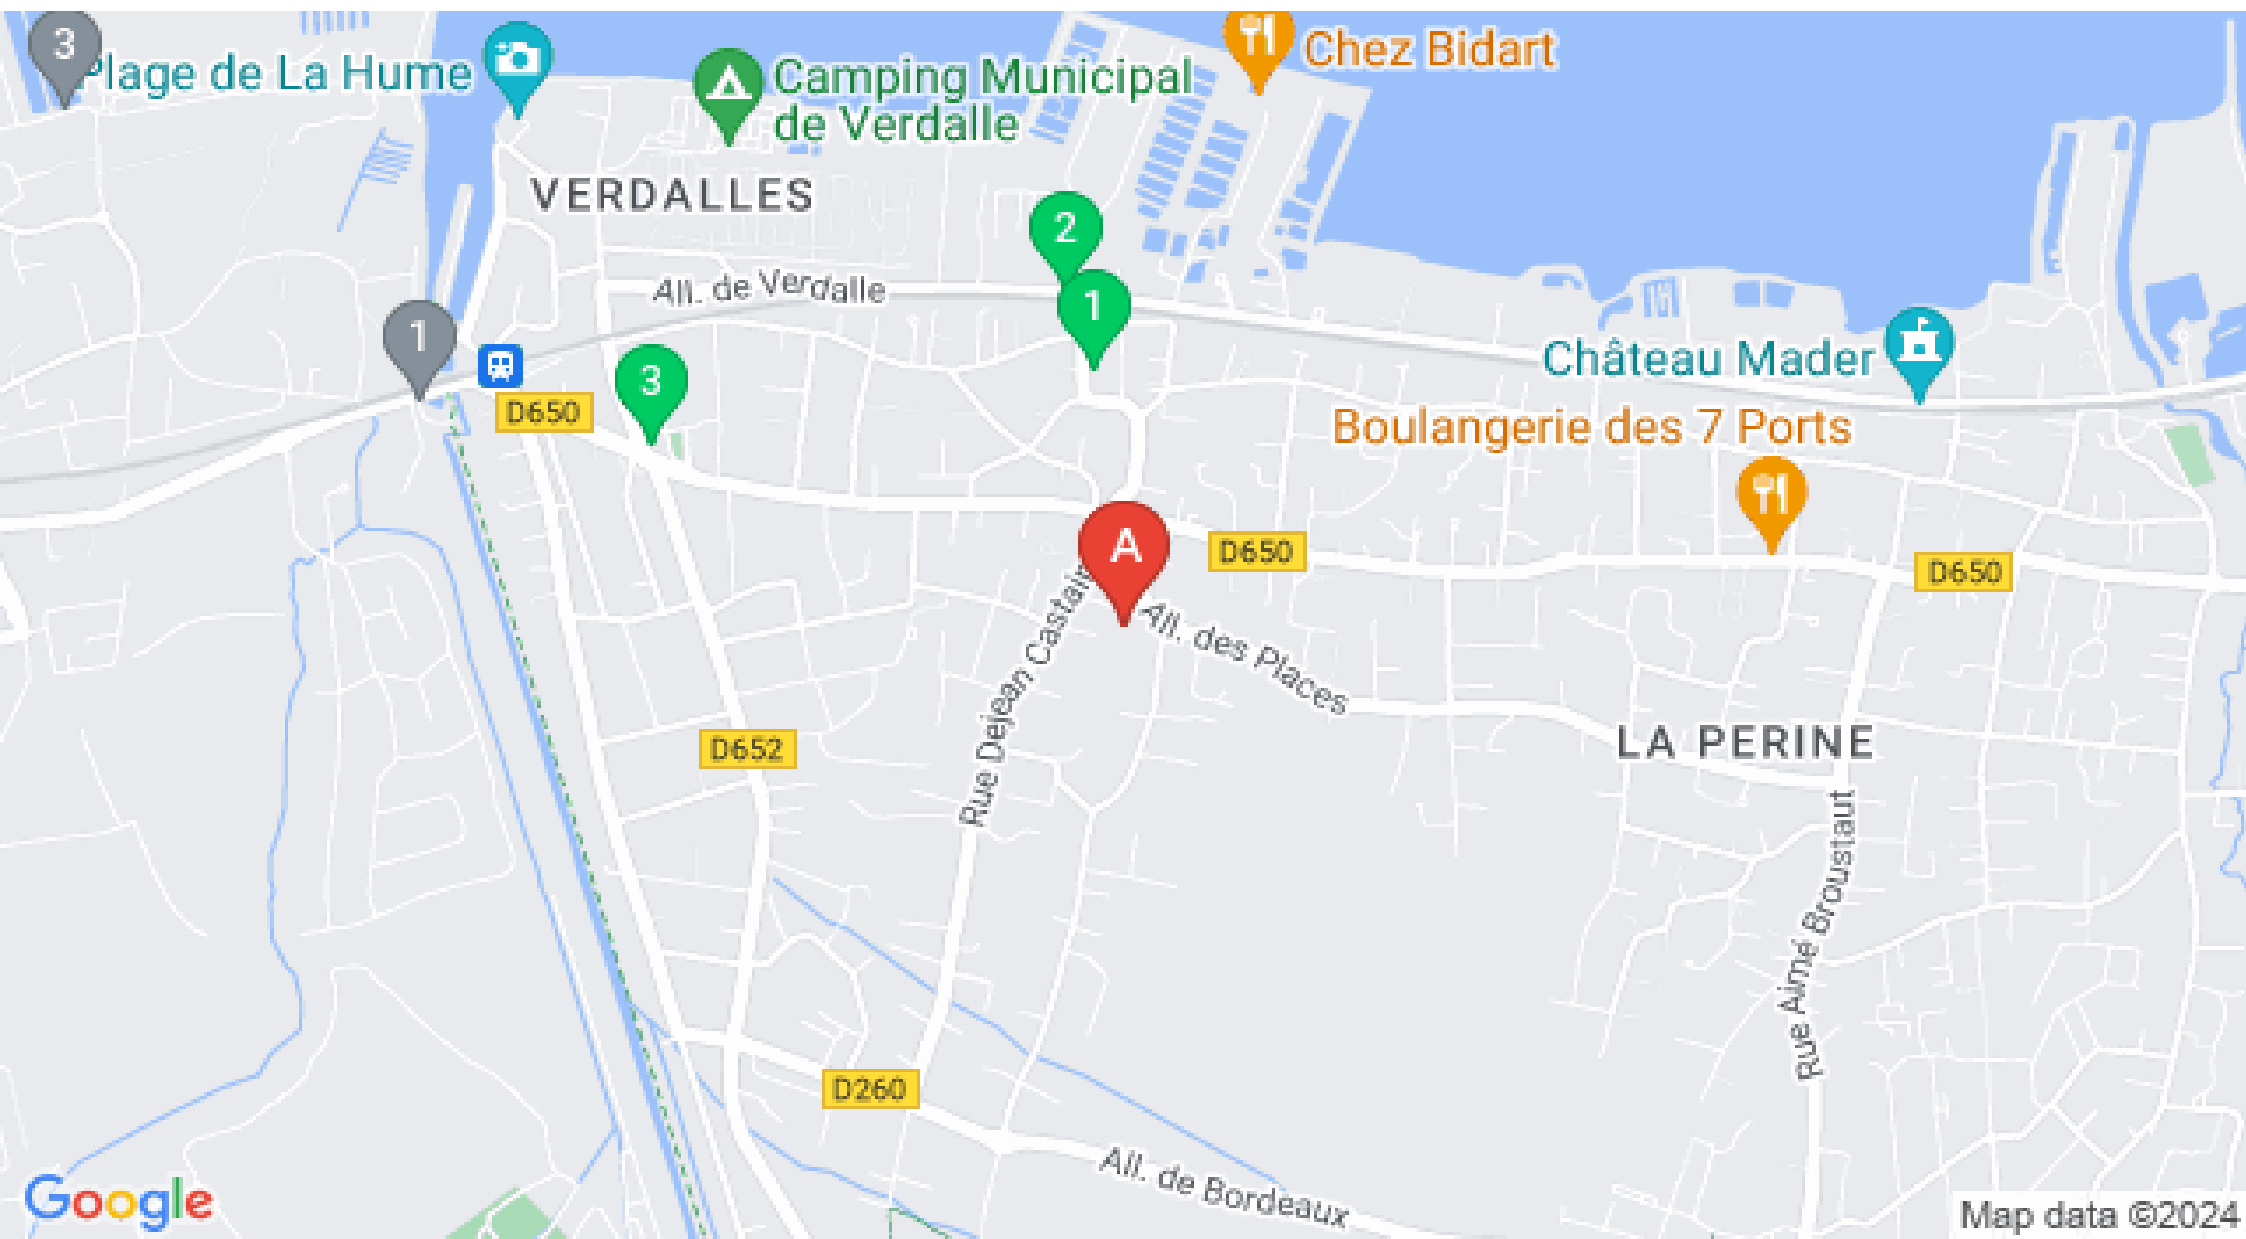 3
Plage de La Hume
Camping Municipal
de Verdalle
Chez Bidart
VERDALLES
2
All. de Verdalle
1
1
Château Mader
3
D650
Boulangerie des 7 Ports
A
D650
D650
Rue Dejean Castaing
All. des Places
D652
LA PERINE
Rue Aimé Broustaut
D260
All. de Bordeaux
Google
Map data ©2024